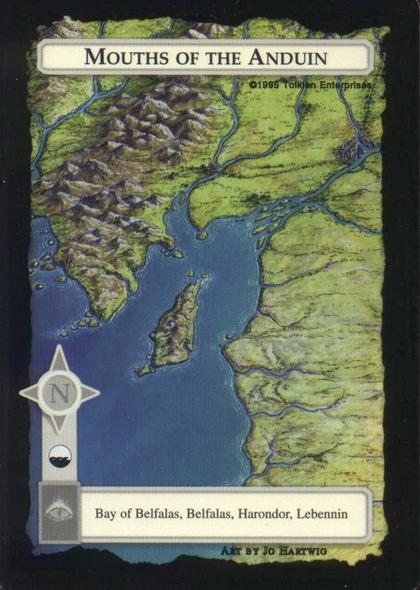 MOUTHS OF THE ANDUIN
©1995 Tolkien Enterprises
N
Bay of Belfalas, Belfalas, Harondor, Lebennin
ART BY JO HARTWIG